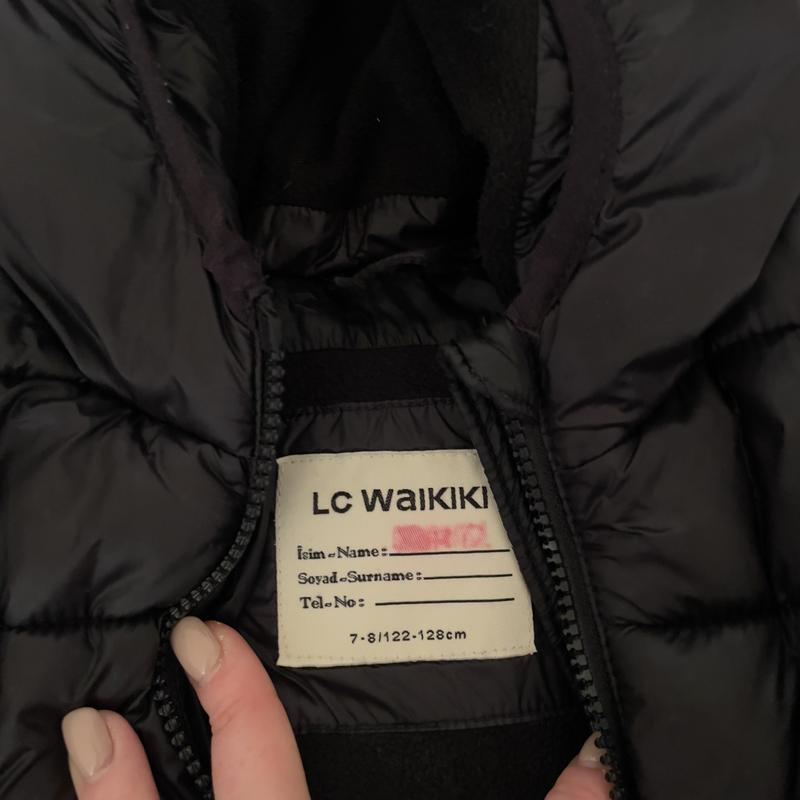 LC WAIKIKI
İsim-Name:
Soyad-Surname:
Tel-No:
7-8/122-128cm